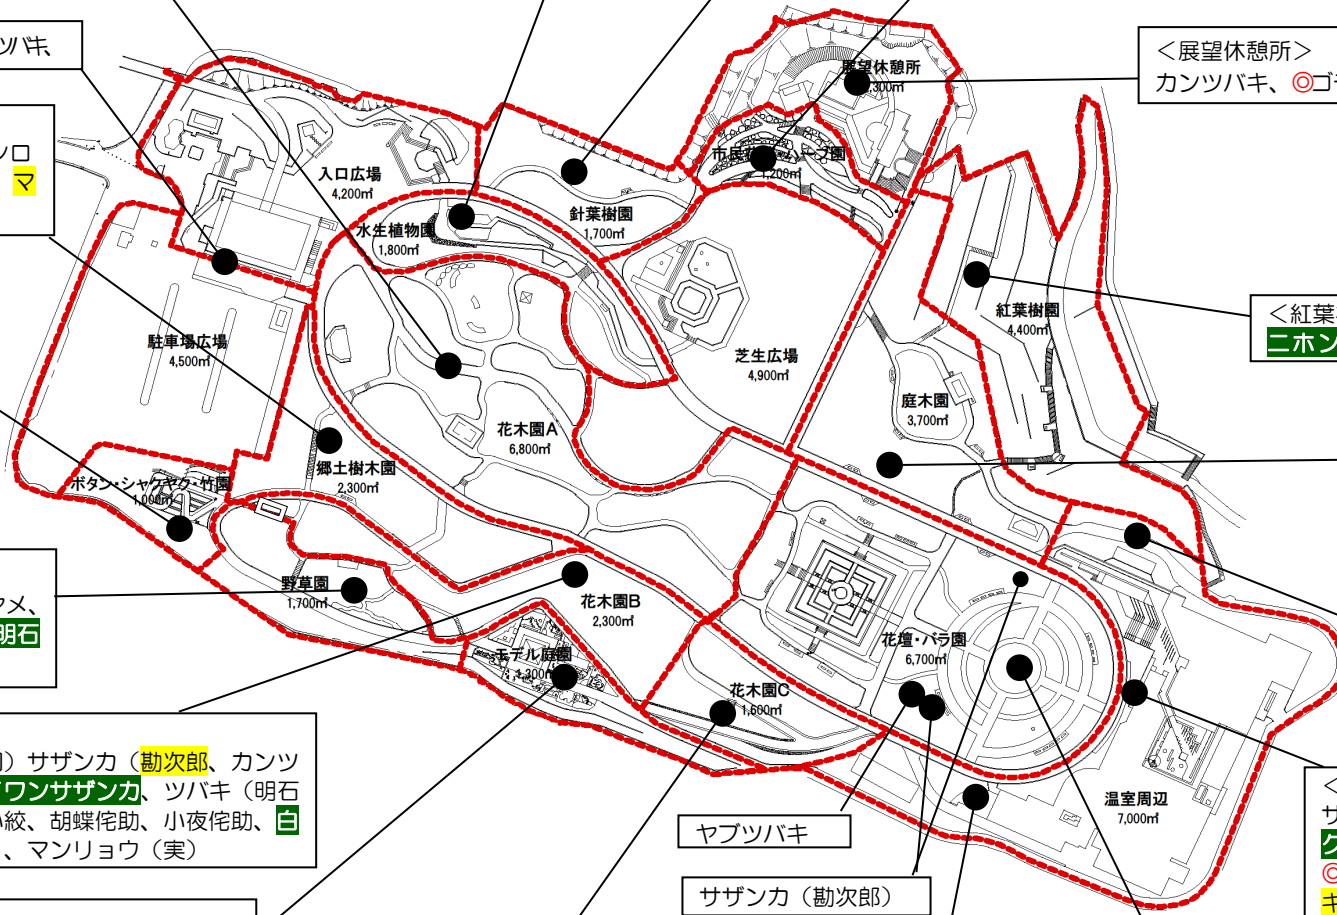 ツバキ、
ンロ
マ
＜展望休憩所＞
カンツバキ、◎ゴ
展望休憩所
,300㎡
市民
ハーブ園
1,200㎡
入口広場
4,200㎡
針葉樹園
1,700㎡
水生植物園
1,800㎡
紅葉樹園
4,400㎡
＜紅葉
ニホン
駐車場広場
4,500㎡
芝生広場
4,900㎡
庭木園
3,700㎡
花木園A
6,800㎡
郷土樹木園
2,300㎡
ボタン・シャクヤク・竹園
1,000㎡
ヤメ、
明石
野草園
1,700㎡
花木園B
2,300㎡
モデル庭園
1,300㎡
花壇・バラ園
6,700㎡
花木園C
1,600㎡
温室周辺
7,000㎡
）サザンカ（勘次郎、カンツ
ワンサザンカ、ツバキ（明石
絞、胡蝶侘助、小夜侘助、白
、マンリョウ（実）
ヤブツバキ
サザンカ（勘次郎）
＜
サ
ク
◎
キ